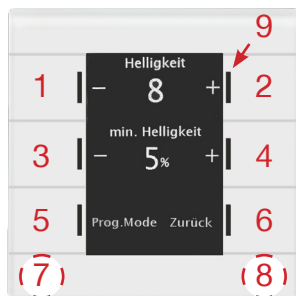 9
Helligkeit
1 − 8 + 2
min. Helligkeit
3 − 5% + 4
5 Prog.Mode Zurück 6
7 8